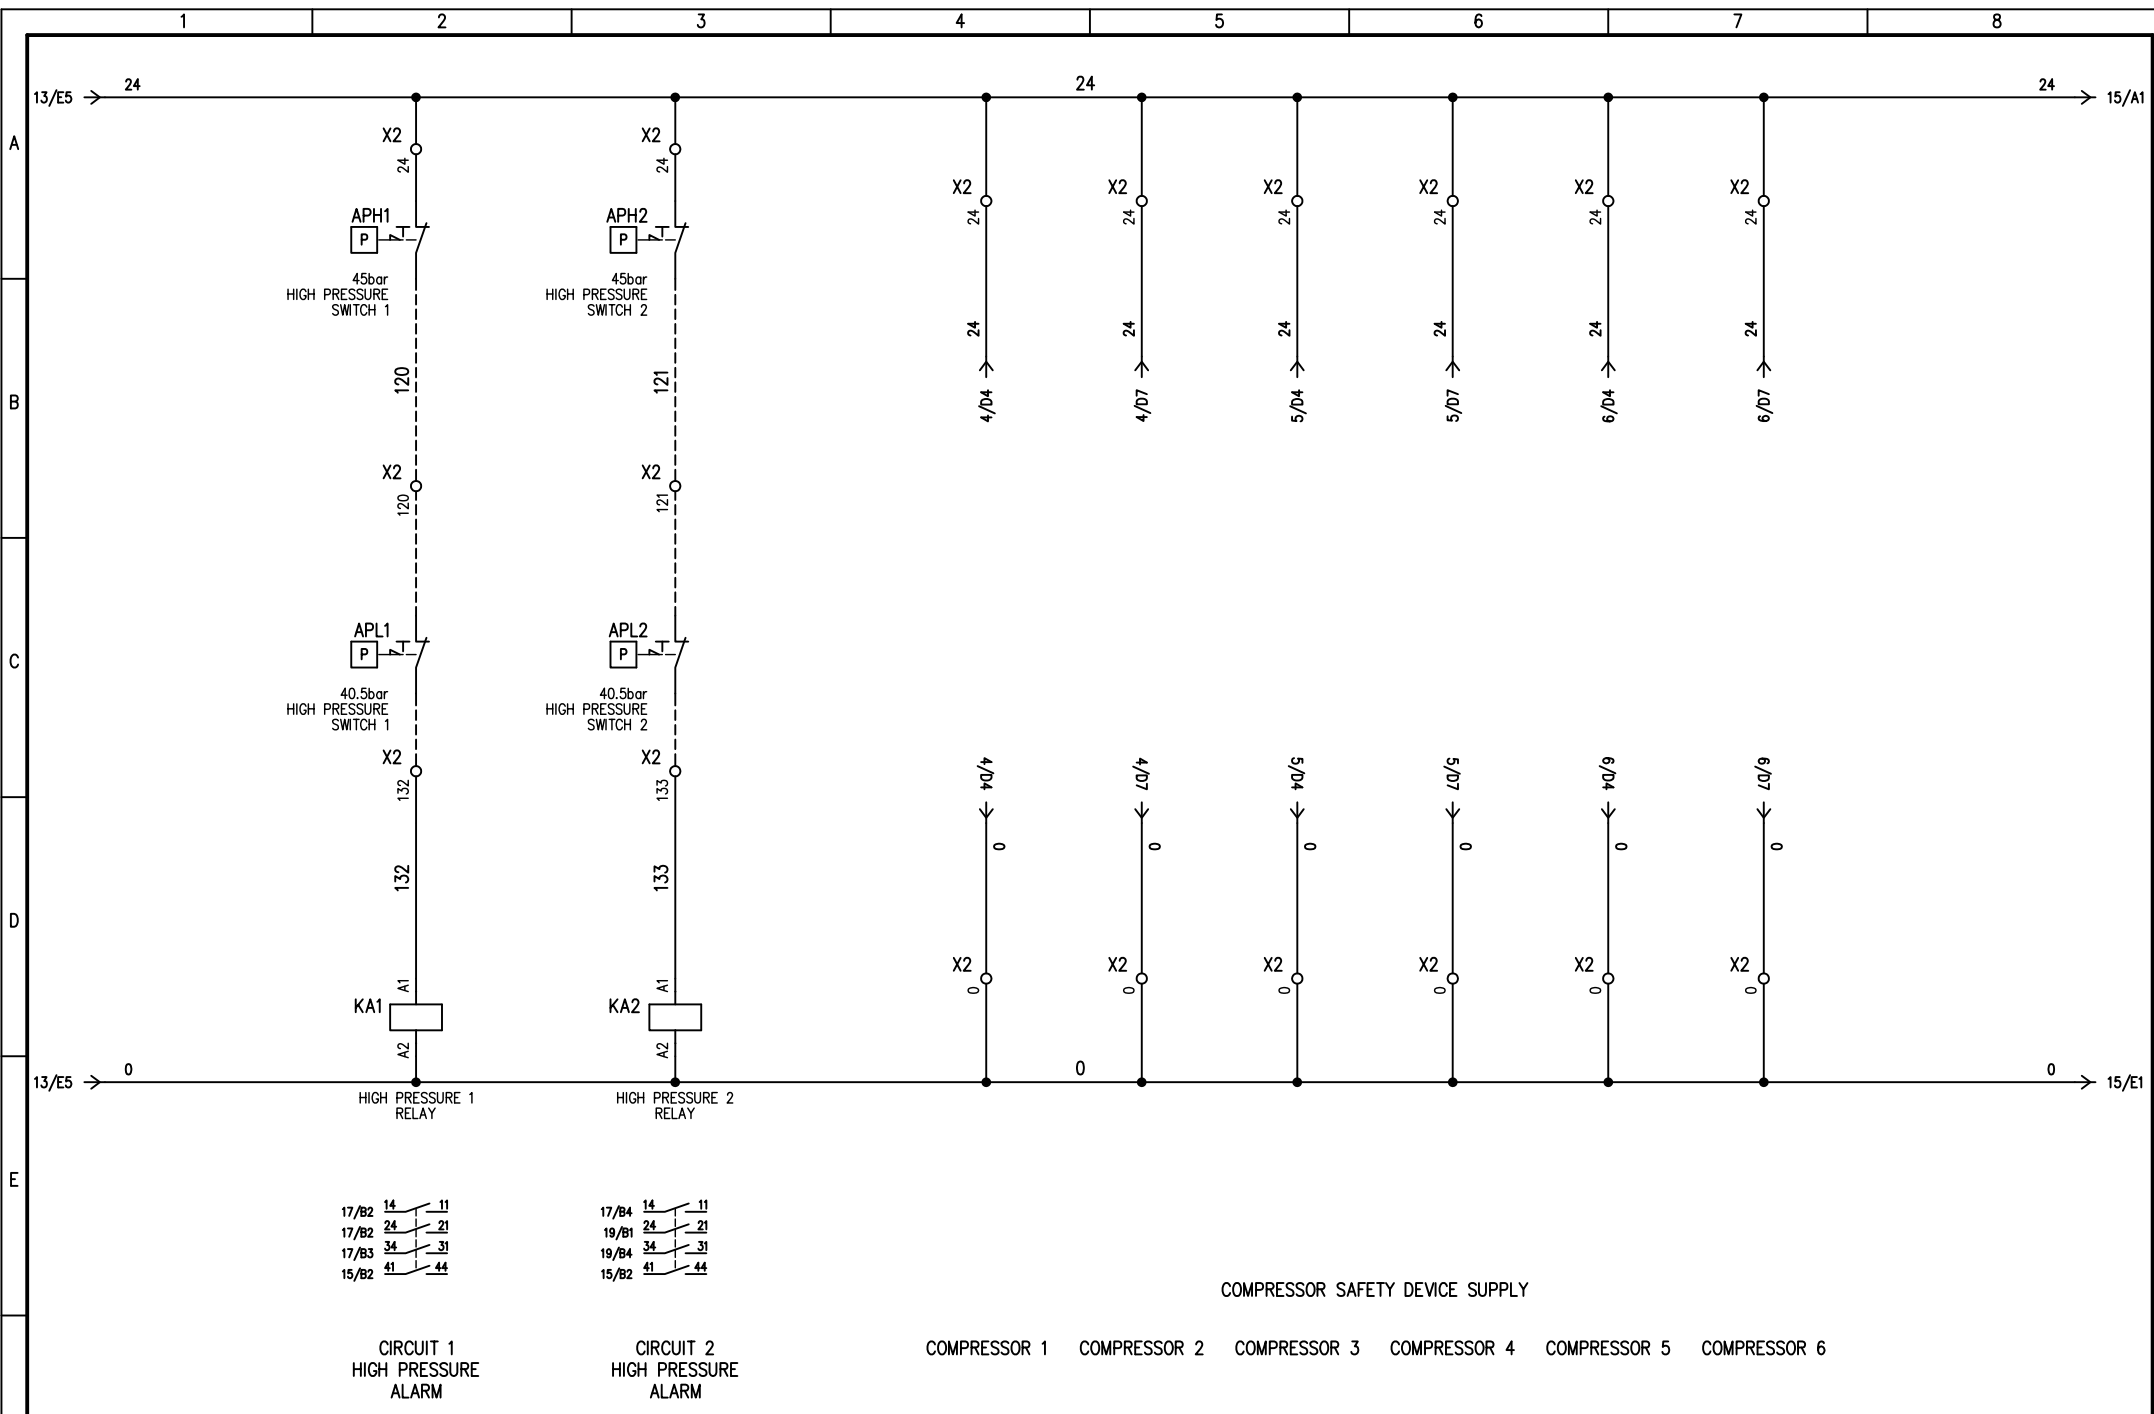 1 2 3 4 5 6 7 8
13/E5 24 24 24 15/A1
A
X2 X2
24 24
X2 X2 X2 X2 X2 X2
24 24 24 24 24 24
APH1 APH2
P P
45bar 45bar
HIGH PRESSURE HIGH PRESSURE
SWITCH 1 SWITCH 2
24 24 24 24 24 24
B
120 121
4/D4 4/D7 5/D4 5/D7 6/D4 6/D7
X2 X2
120 121
C
APL1 APL2
P P
40.5bar 40.5bar
HIGH PRESSURE HIGH PRESSURE
SWITCH 1 SWITCH 2
X2 X2
132 133
4/D4 4/D7 5/D4 5/D7 6/D4 6/D7
0 0 0 0 0 0
132 133
D
X2 X2 X2 X2 X2 X2
0 0 0 0 0 0
A1 A1
KA1 KA2
A2 A2
13/E5 0 0 0 15/E1
HIGH PRESSURE 1 HIGH PRESSURE 2
RELAY RELAY
E
17/B2 14 11 17/B4 14 11
17/B2 24 21 19/B1 24 21
17/B3 34 31 19/B4 34 31
15/B2 41 44 15/B2 41 44
COMPRESSOR SAFETY DEVICE SUPPLY
CIRCUIT 1 CIRCUIT 2 COMPRESSOR 1 COMPRESSOR 2 COMPRESSOR 3 COMPRESSOR 4 COMPRESSOR 5 COMPRESSOR 6
HIGH PRESSURE HIGH PRESSURE
ALARM ALARM